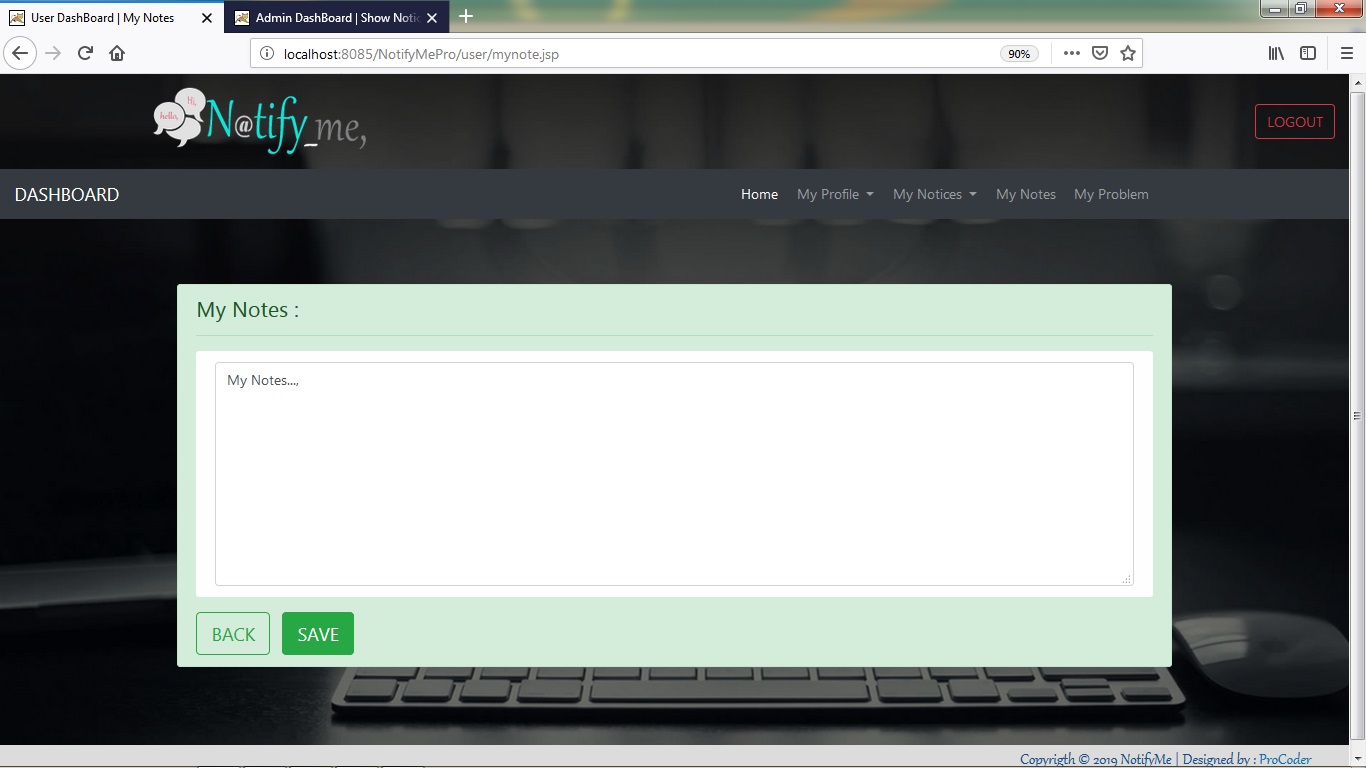 User DashBoard | My Notes
Admin DashBoard | Show Notic
localhost:8085/NotifyMePro/user/mynote.jsp
90%
Hi,
hello,
N@tify_me,
LOGOUT
DASHBOARD
Home
My Profile
My Notices
My Notes
My Problem
My Notes :
My Notes...,
BACK
SAVE
Copyrigth © 2019 NotifyMe | Designed by : ProCoder